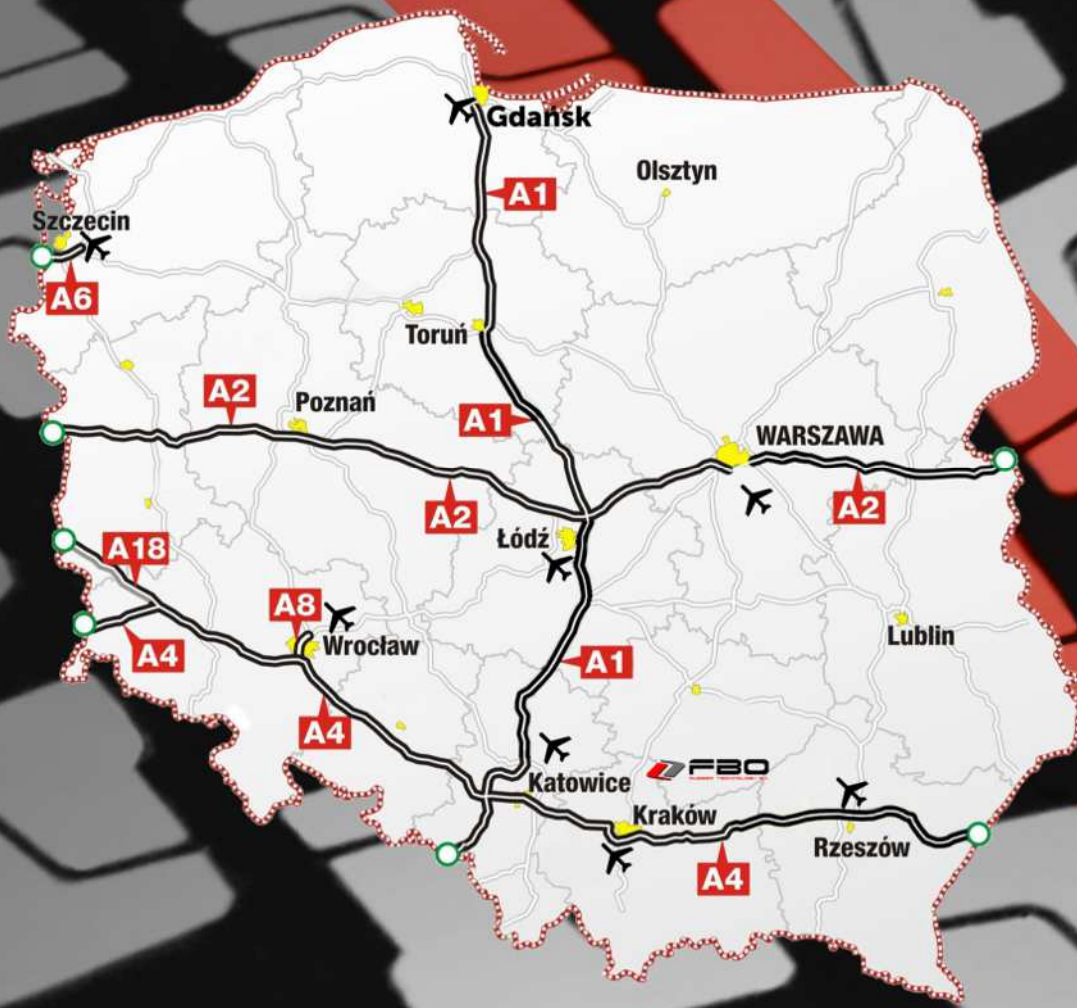 Gdańsk
Olsztyn
A1
Szczecin
A6
Toruń
A2
Poznań
A1
WARSZAWA
A2
A2
Łódź
A18
A8
Wrocław
Lublin
A4
A1
A4
Katowice
FBO
Kraków
Rzeszów
A4